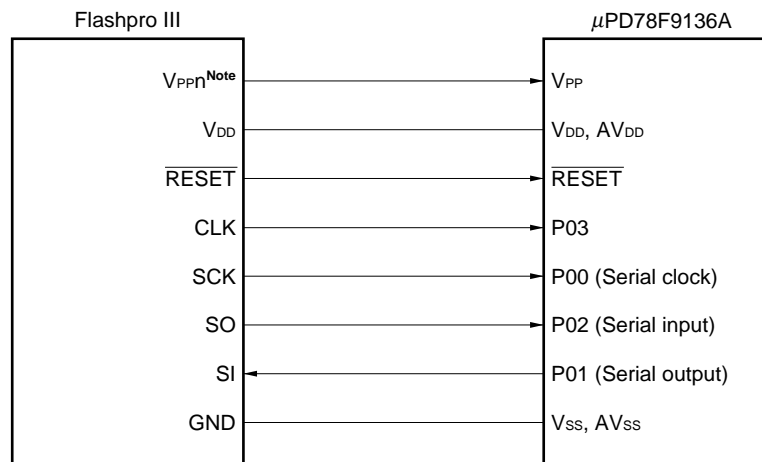 Flashpro III μPD78F9136A
VPPnNote VPP
VDD VDD, AVDD
RESET RESET
CLK P03
SCK P00 (Serial clock)
SO P02 (Serial input)
SI P01 (Serial output)
GND VSS, AVSS